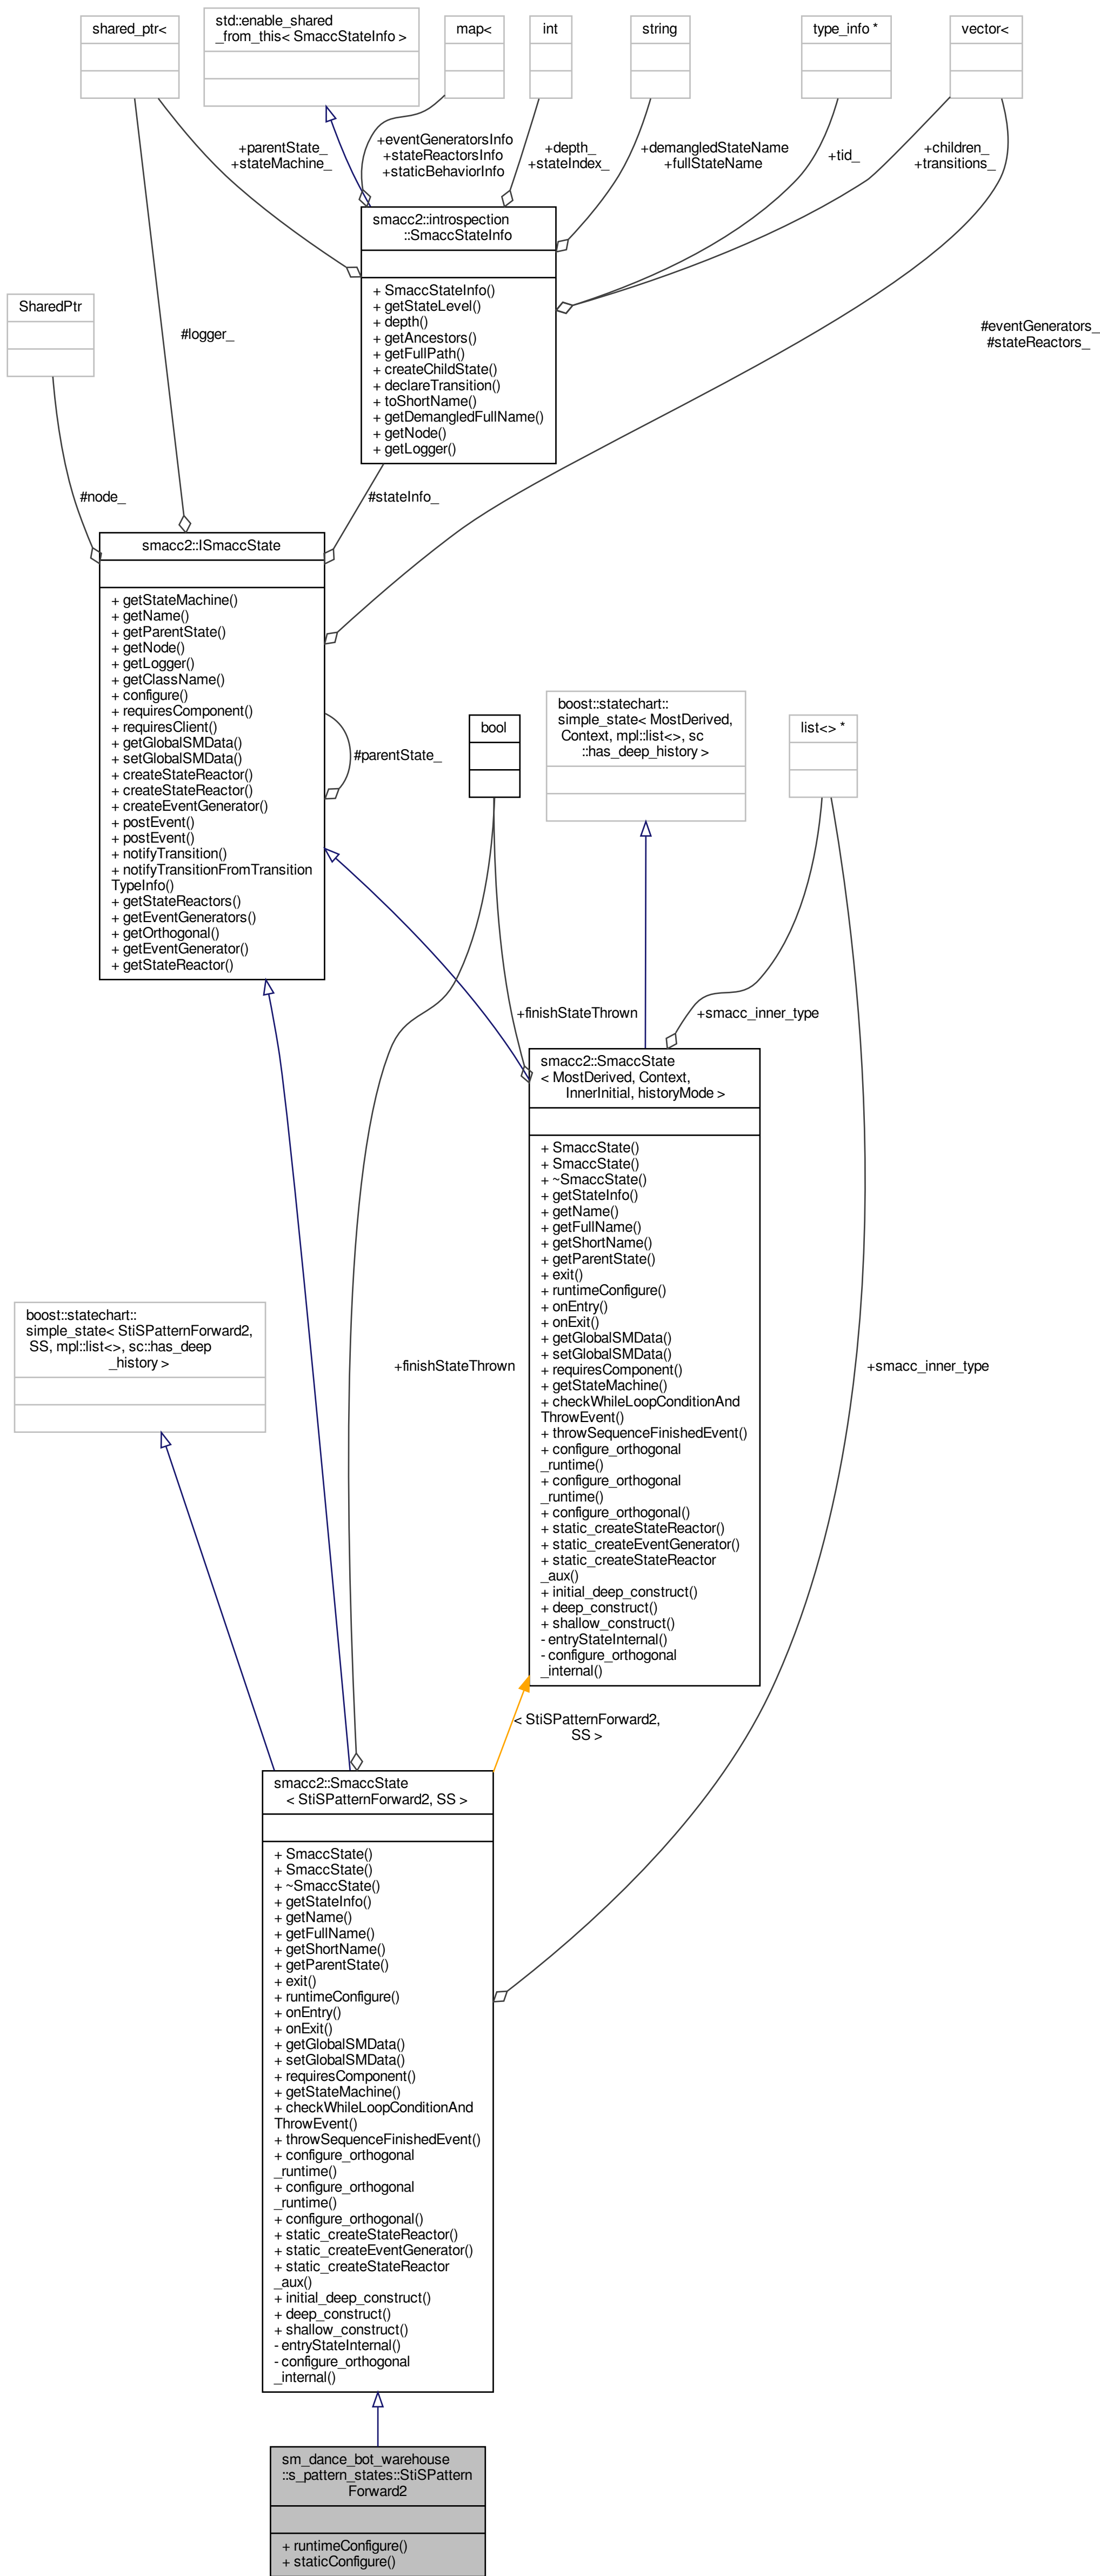 shared_ptr<
std::enable_shared
_from_this< SmaccStateInfo >
map<
int
string
type_info *
vector<
+parentState_
+stateMachine_
+eventGeneratorsInfo
+stateReactorsInfo
+staticBehaviorInfo
+depth_
+stateIndex_
+demangledStateName
+fullStateName
+tid_
+children_
+transitions_
smacc2::introspection
::SmaccStateInfo
+ SmaccStateInfo()
+ getStateLevel()
+ depth()
+ getAncestors()
+ getFullPath()
+ createChildState()
+ declareTransition()
+ toShortName()
+ getDemangledFullName()
+ getNode()
+ getLogger()
SharedPtr
#logger_
#eventGenerators_
#stateReactors_
#node_
#stateInfo_
smacc2::ISmaccState
+ getStateMachine()
+ getName()
+ getParentState()
+ getNode()
+ getLogger()
+ getClassName()
+ configure()
+ requiresComponent()
+ requiresClient()
+ getGlobalSMData()
+ setGlobalSMData()
+ createStateReactor()
+ createStateReactor()
+ createEventGenerator()
+ postEvent()
+ postEvent()
+ notifyTransition()
+ notifyTransitionFromTransition
TypeInfo()
+ getStateReactors()
+ getEventGenerators()
+ getOrthogonal()
+ getEventGenerator()
+ getStateReactor()
#parentState_
bool
boost::statechart::
simple_state< MostDerived,
Context, mpl::list<>, sc
::has_deep_history >
list<> *
+finishStateThrown
+smacc_inner_type
smacc2::SmaccState
< MostDerived, Context,
InnerInitial, historyMode >
+ SmaccState()
+ SmaccState()
+ ~SmaccState()
+ getStateInfo()
+ getName()
+ getFullName()
+ getShortName()
+ getParentState()
+ exit()
+ runtimeConfigure()
+ onEntry()
+ onExit()
+ getGlobalSMData()
+ setGlobalSMData()
+ requiresComponent()
+ getStateMachine()
+ checkWhileLoopConditionAnd
ThrowEvent()
+ throwSequenceFinishedEvent()
+ configure_orthogonal
_runtime()
+ configure_orthogonal
_runtime()
+ configure_orthogonal()
+ static_createStateReactor()
+ static_createEventGenerator()
+ static_createStateReactor
_aux()
+ initial_deep_construct()
+ deep_construct()
+ shallow_construct()
- entryStateInternal()
- configure_orthogonal
_internal()
boost::statechart::
simple_state< StiSPatternForward2,
SS, mpl::list<>, sc::has_deep
_history >
+finishStateThrown
+smacc_inner_type
< StiSPatternForward2,
SS >
smacc2::SmaccState
< StiSPatternForward2, SS >
+ SmaccState()
+ SmaccState()
+ ~SmaccState()
+ getStateInfo()
+ getName()
+ getFullName()
+ getShortName()
+ getParentState()
+ exit()
+ runtimeConfigure()
+ onEntry()
+ onExit()
+ getGlobalSMData()
+ setGlobalSMData()
+ requiresComponent()
+ getStateMachine()
+ checkWhileLoopConditionAnd
ThrowEvent()
+ throwSequenceFinishedEvent()
+ configure_orthogonal
_runtime()
+ configure_orthogonal
_runtime()
+ configure_orthogonal()
+ static_createStateReactor()
+ static_createEventGenerator()
+ static_createStateReactor
_aux()
+ initial_deep_construct()
+ deep_construct()
+ shallow_construct()
- entryStateInternal()
- configure_orthogonal
_internal()
sm_dance_bot_warehouse
::s_pattern_states::StiSPattern
Forward2
+ runtimeConfigure()
+ staticConfigure()